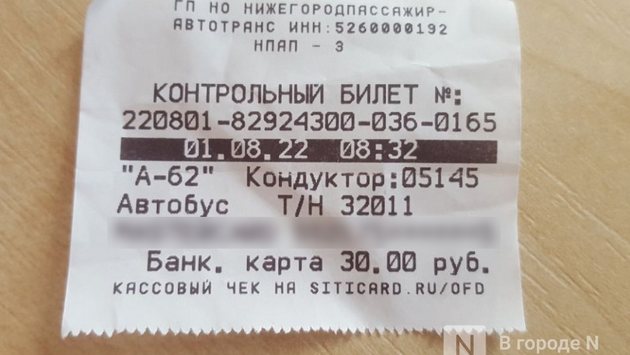 ГП НО НИЖЕГОРОДПАССАЖИР-
АВТОТРАНС ИНН:5260000192
НПАП - 3
КОНТРОЛЬНЫЙ БИЛЕТ №:
220801-82924300-036-0165
01.08.22 08:32
"А-62" Кондуктор:05145
Автобус Т/Н 32011
Банк. карта 30.00 руб.
КАССОВЫЙ ЧЕК НА SITICARD.RU/OFD
N В городе N